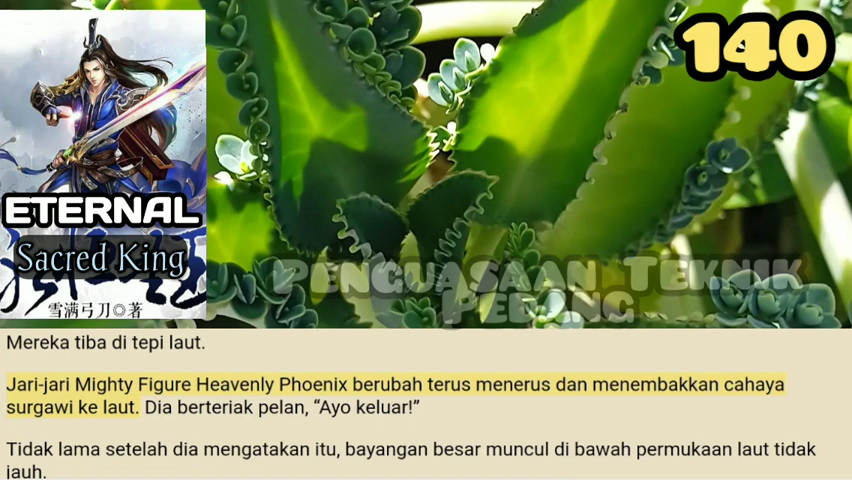 140
ETERNAL
Sacred King
雪满弓刀◎著
PENGUASAAN TEKNIK
PEDANG
Mereka tiba di tepi laut.
Jari-jari Mighty Figure Heavenly Phoenix berubah terus menerus dan menembakkan cahaya
surgawi ke laut. Dia berteriak pelan, “Ayo keluar!”
Tidak lama setelah dia mengatakan itu, bayangan besar muncul di bawah permukaan laut tidak
jauh.